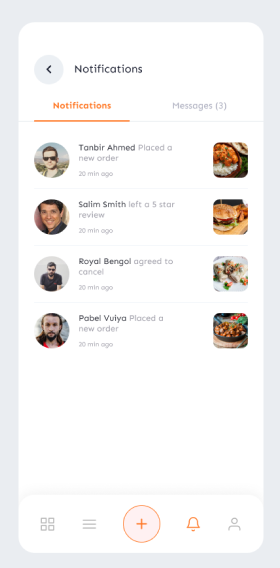 Notifications
Notifications Messages (3)
Tanbir Ahmed Placed a
new order
20 min ago
Salim Smith left a 5 star
review
20 min ago
Royal Bengol agreed to
cancel
20 min ago
Pabel Vuiya Placed a
new order
20 min ago